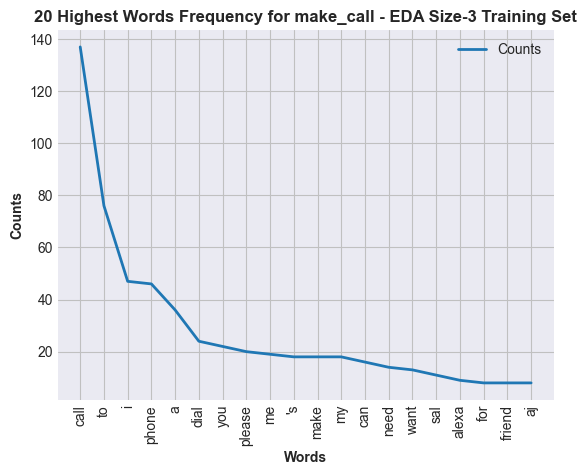 20 Highest Words Frequency for make_call - EDA Size-3 Training Set
Counts
140
120
100
80
60
40
20
Counts
call
to
i
phone
a
dial
you
please
me
's
make
my
can
need
want
sal
alexa
for
friend
aj
Words